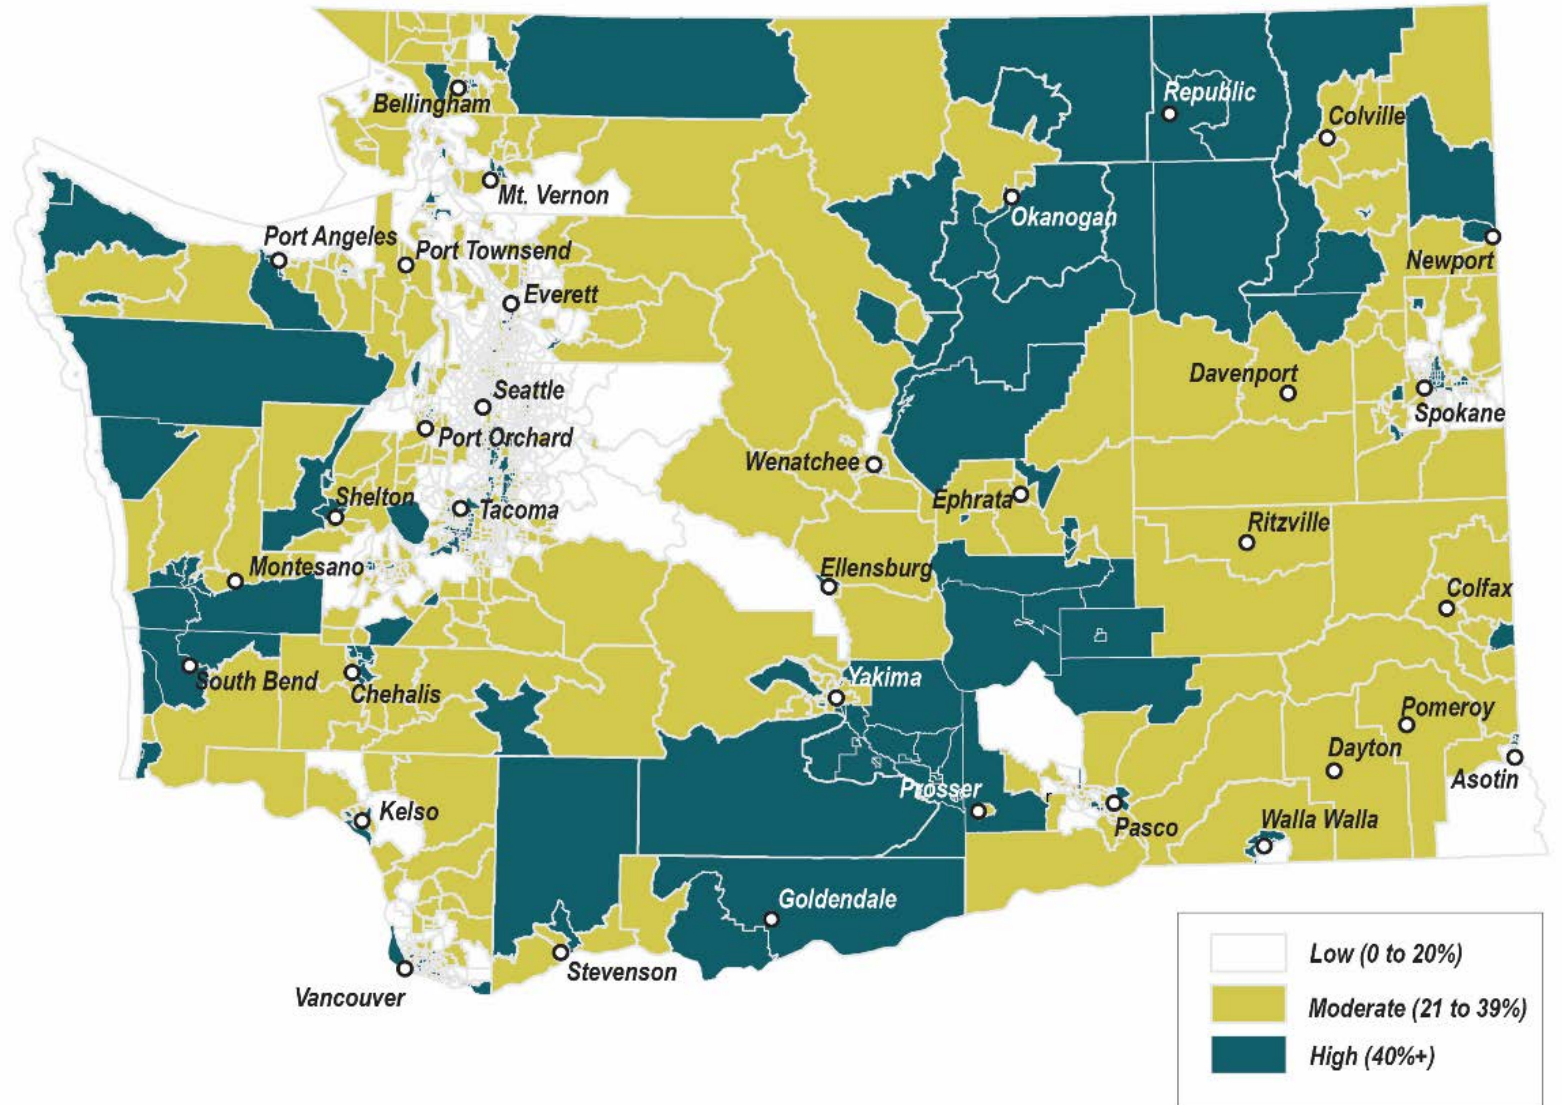 Bellingham
Republic
Colville
Mt. Vernon
Okanogan
Port Angeles
Port Townsend
Newport
Everett
Davenport
Seattle
Spokane
Port Orchard
Wenatchee
Shelton
Ephrata
Tacoma
Ritzville
Montesano
Ellensburg
Colfax
South Bend
Yakima
Chehalis
Pomeroy
Dayton
Asotin
Prosser
r
Kelso
Pasco
Walla Walla
Goldendale
Stevenson
Vancouver
Low (0 to 20%)
Moderate (21 to 39%)
High (40%+)